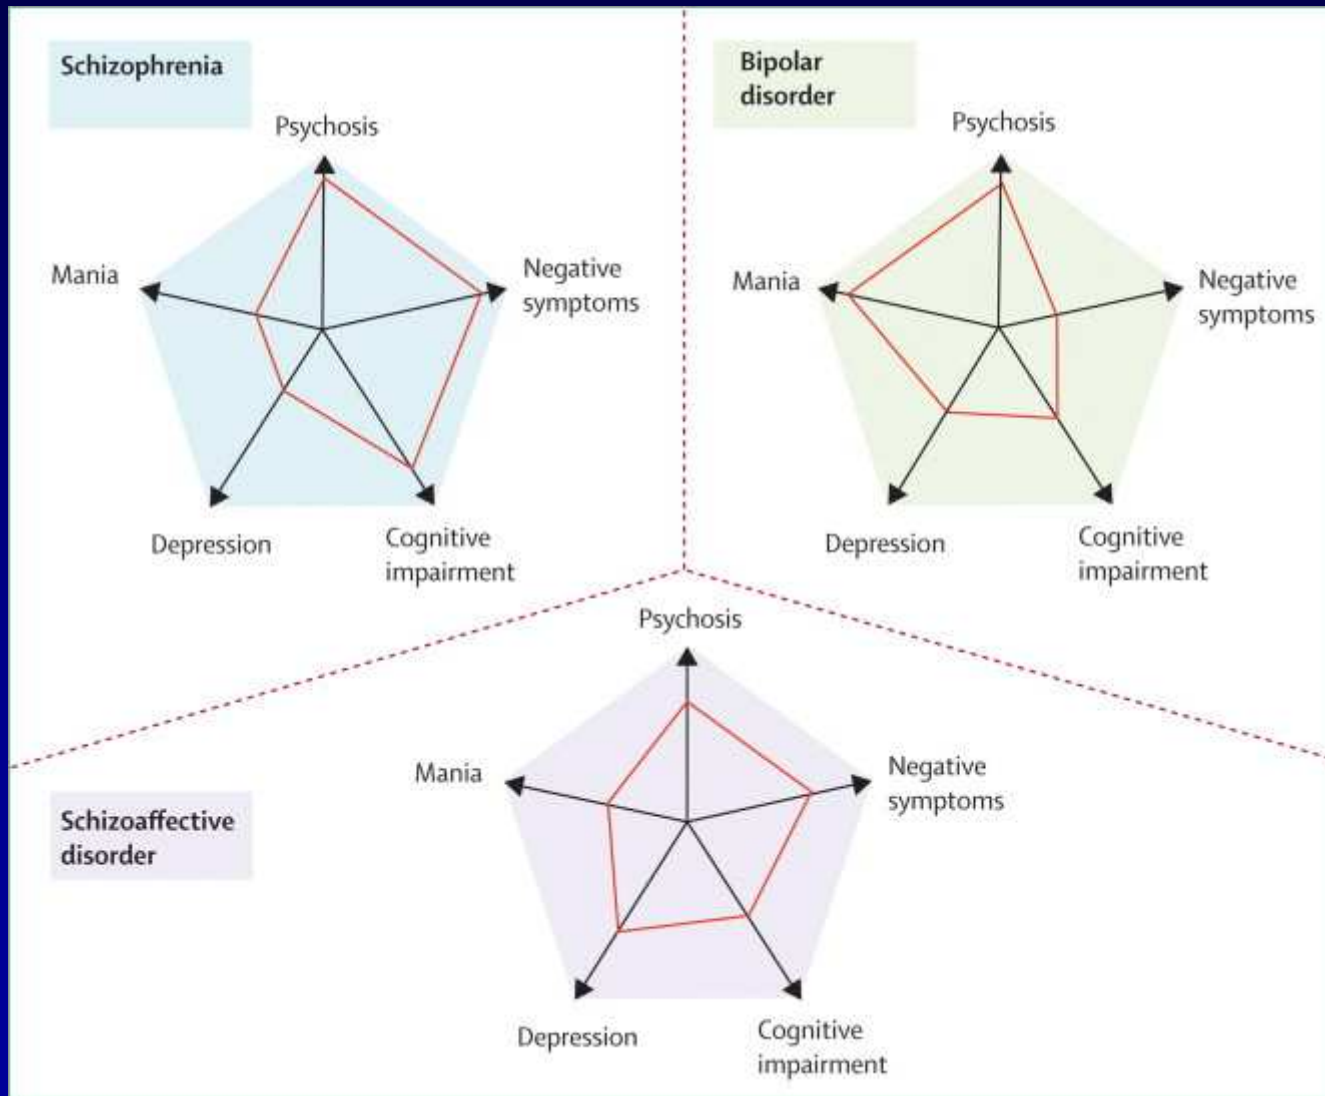 Schizophrenia
Psychosis
Mania
Negative
symptoms
Depression
Cognitive
impairment
Bipolar
disorder
Psychosis
Mania
Negative
symptoms
Depression
Cognitive
impairment
Schizoaffective
disorder
Psychosis
Mania
Negative
symptoms
Depression
Cognitive
impairment